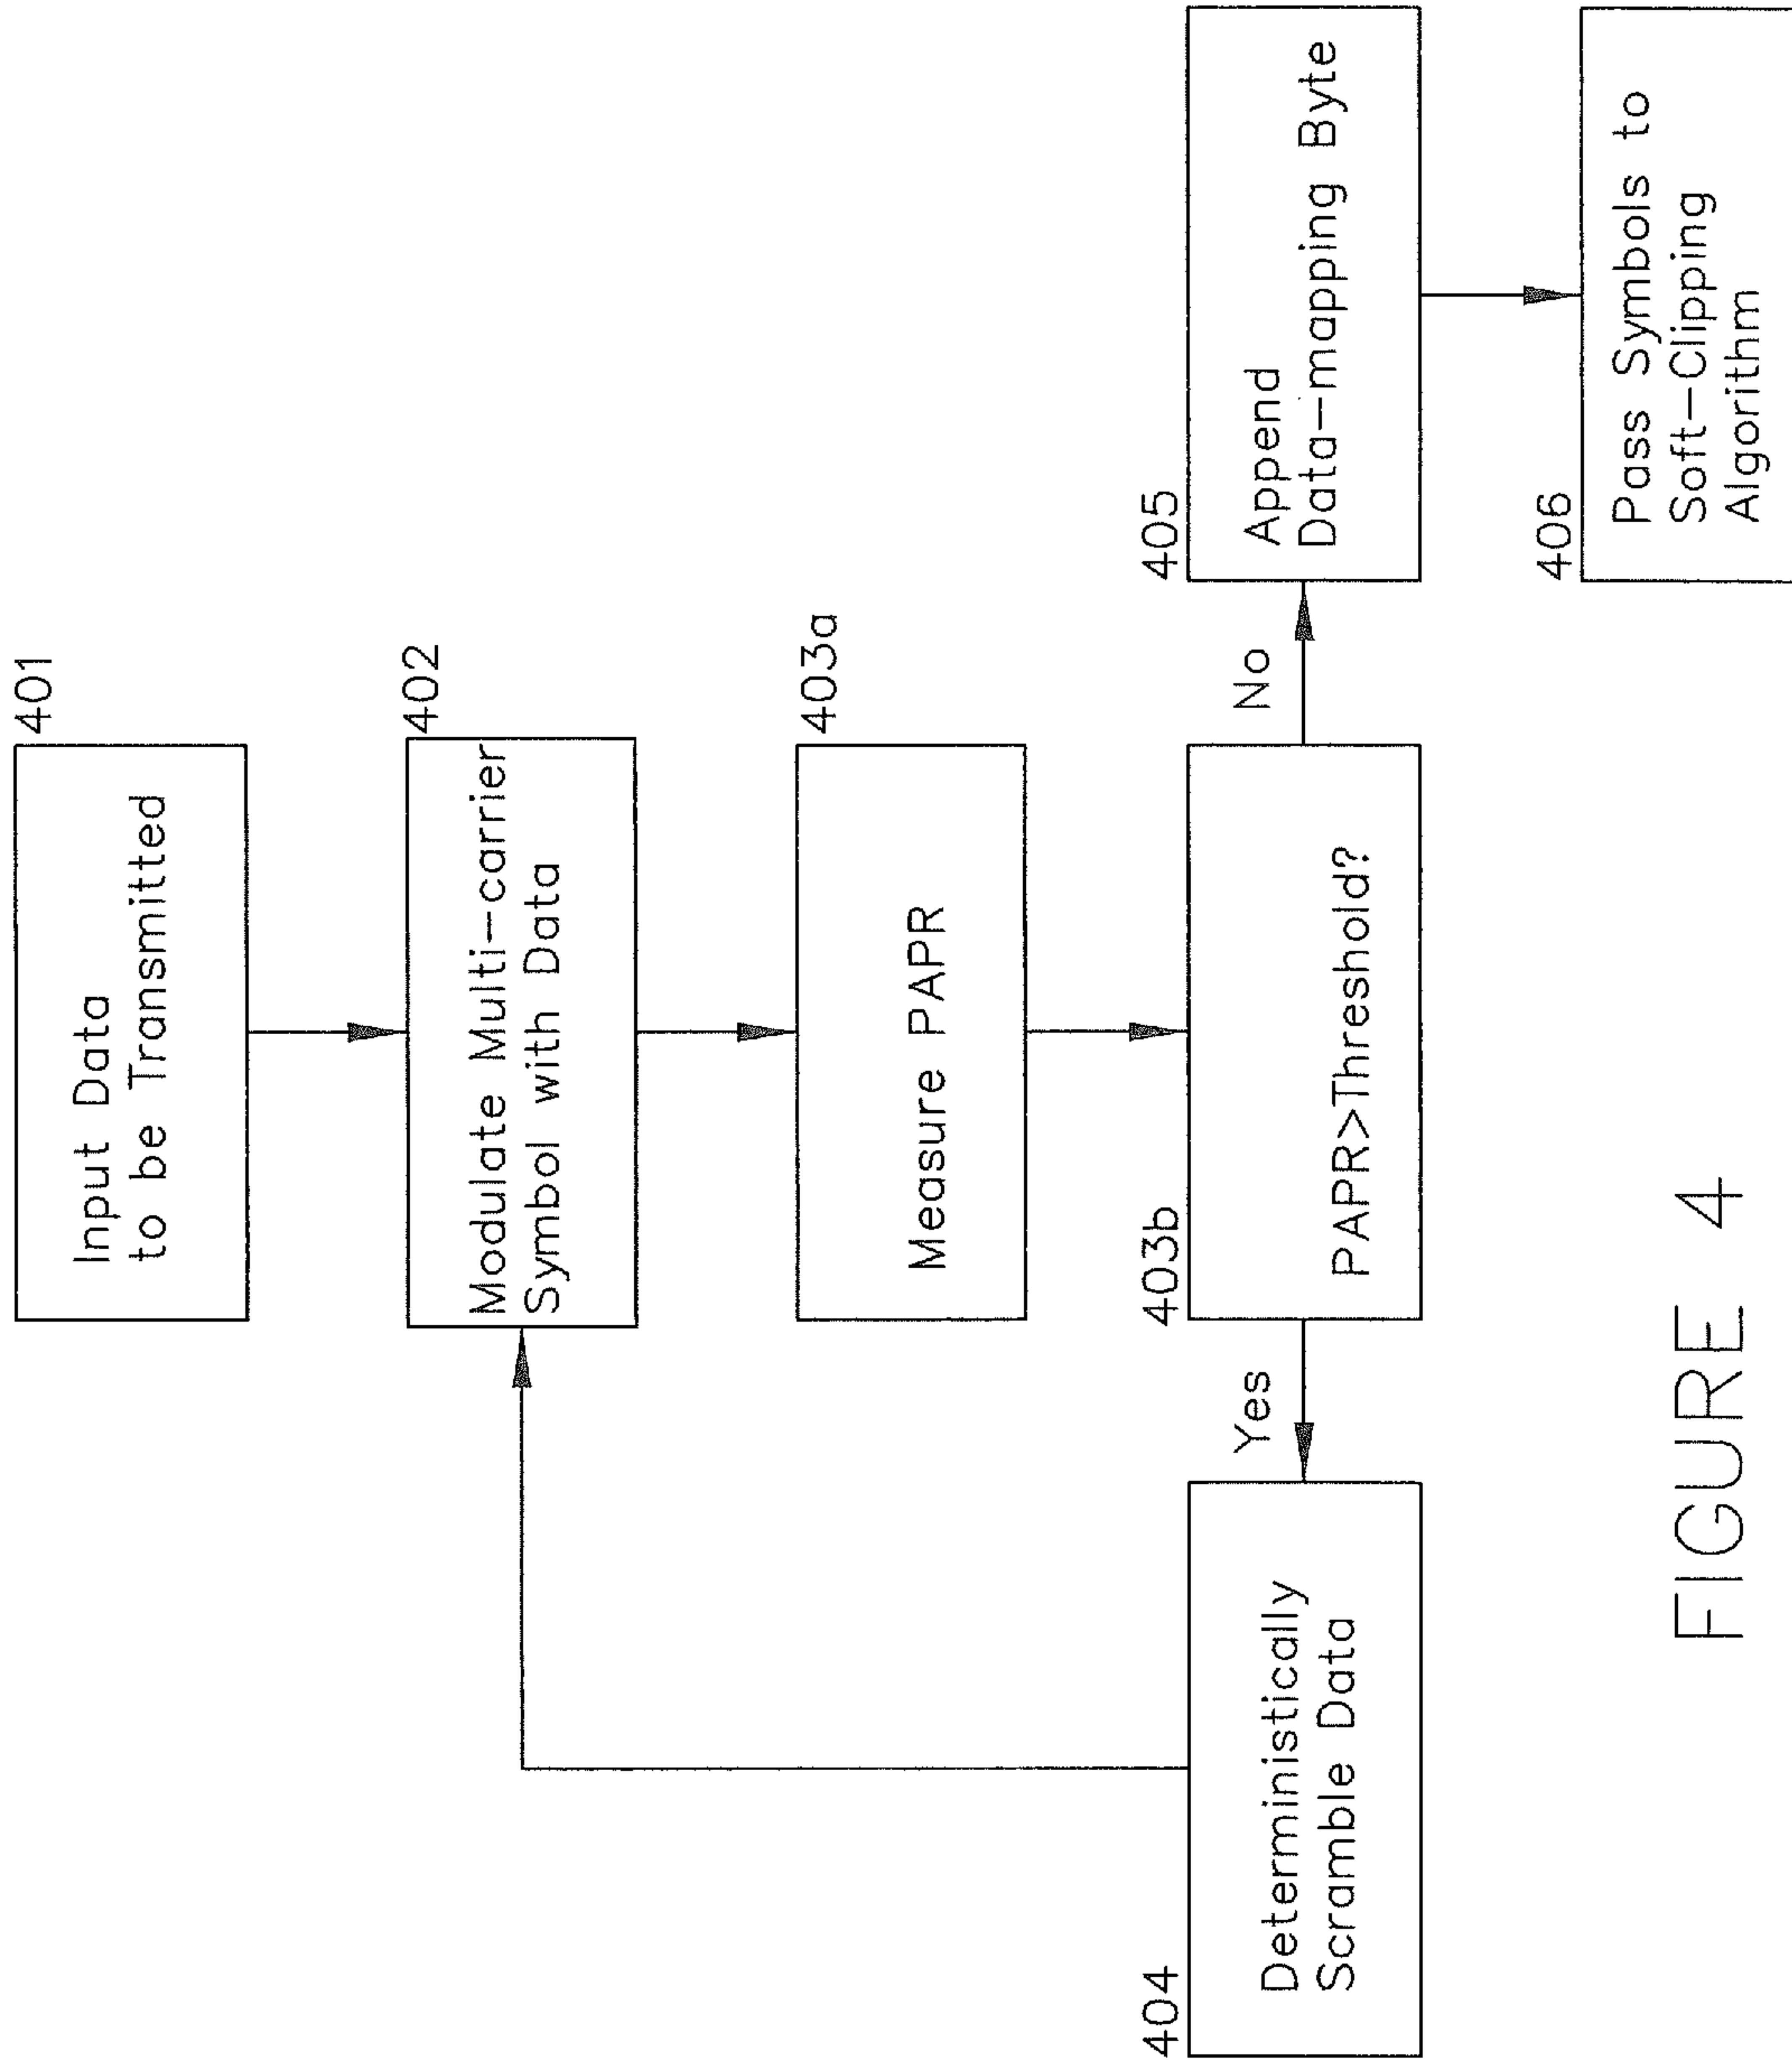 401
Input Data
to be Transmitted
402
Modulate Multi-carrier
Symbol with Data
403a
Measure PAPR
403b
PAPR>Threshold?
Yes
No
404
Deterministically
Scramble Data
405
Append
Data-mapping Byte
406
Pass Symbols to
Soft-Clipping
Algorithm
FIGURE 4